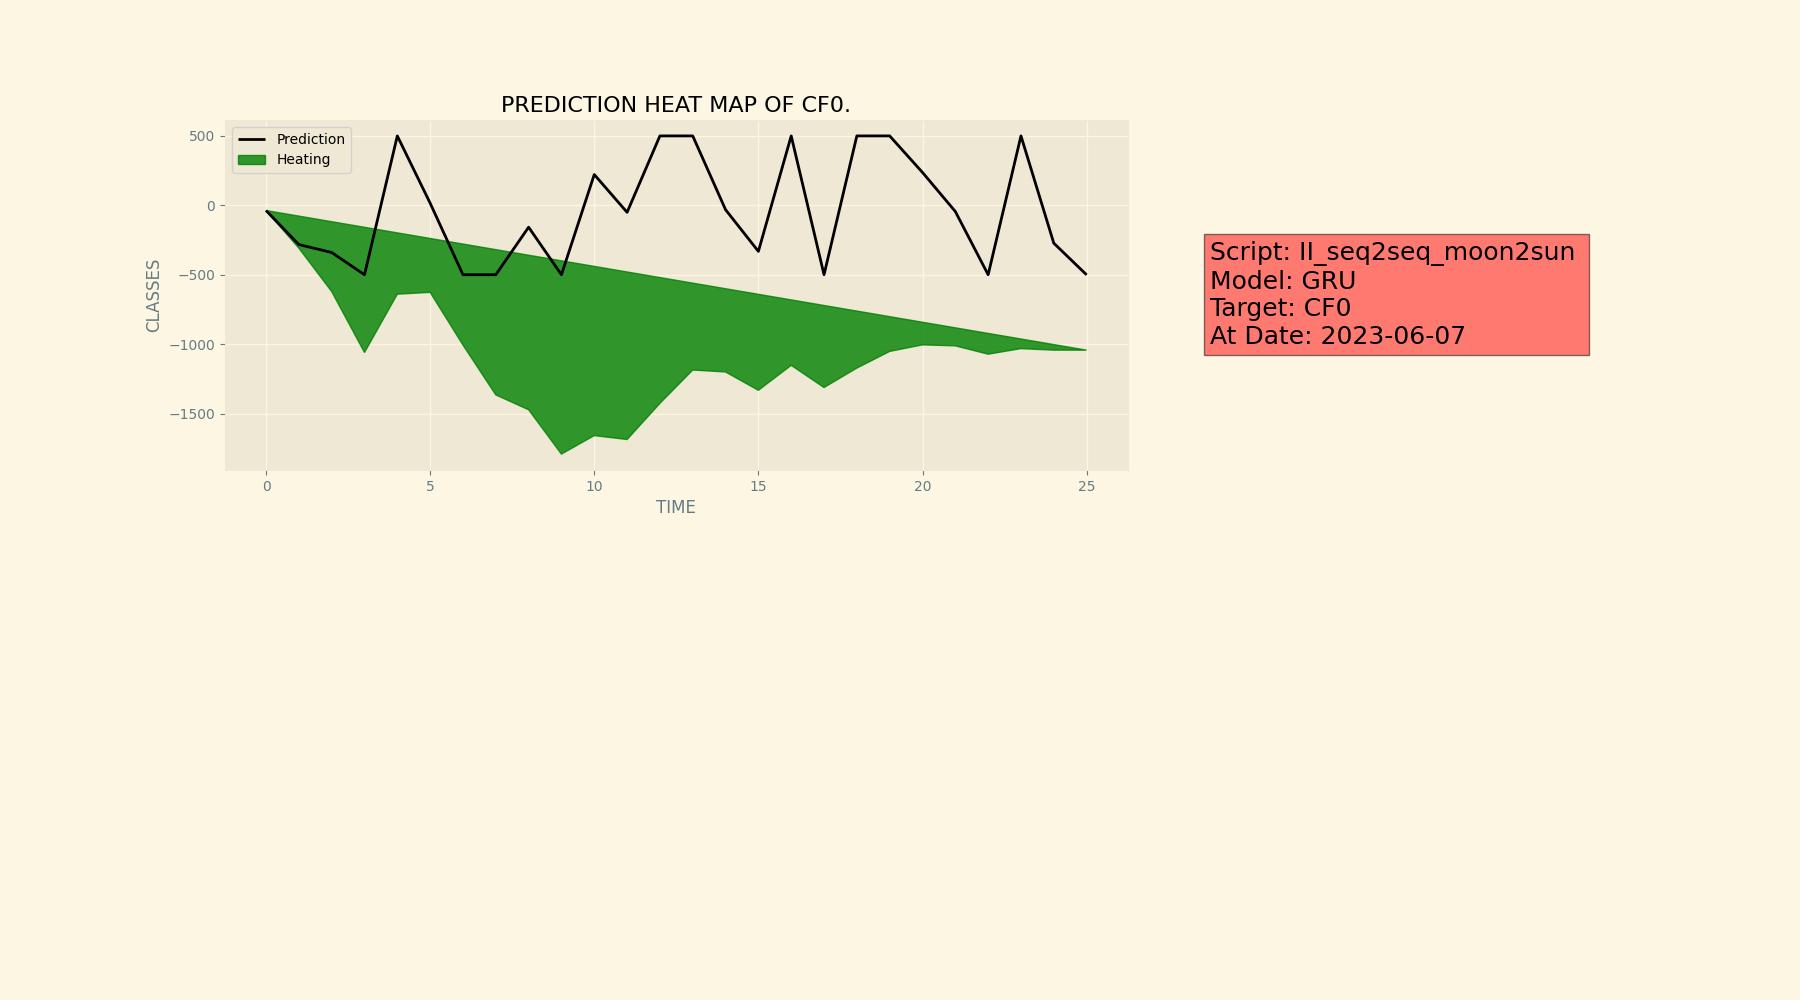 PREDICTION HEAT MAP OF CF0.
Prediction
Heating
500
0
−500
−1000
−1500
CLASSES
0 5 10 15 20 25
TIME
Script: II_seq2seq_moon2sun
Model: GRU
Target: CF0
At Date: 2023-06-07